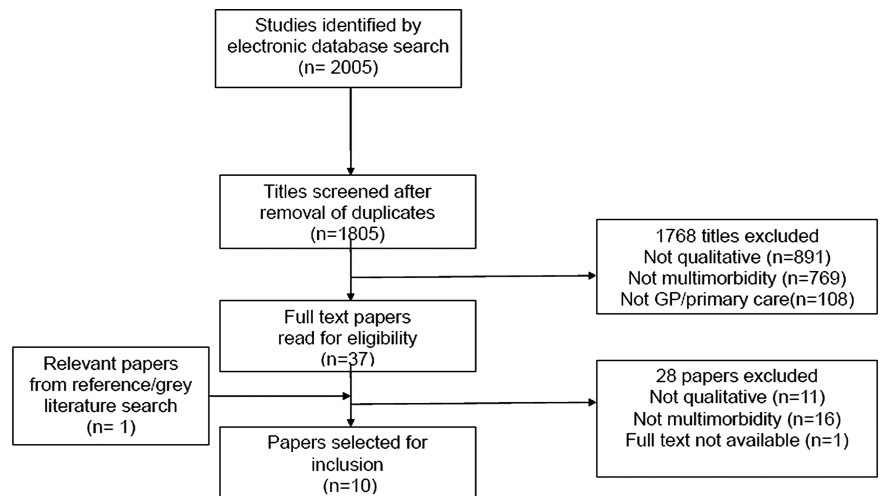 Studies identified by
electronic database search
(n= 2005)
Titles screened after
removal of duplicates
(n=1805)
1768 titles excluded
Not qualitative (n=891)
Not multimorbidity (n=769)
Not GP/primary care(n=108)
Full text papers
read for eligibility
(n=37)
Relevant papers
from reference/grey
literature search
(n= 1)
28 papers excluded
Not qualitative (n=11)
Not multimorbidity (n=16)
Full text not available (n=1)
Papers selected for
inclusion
(n=10)